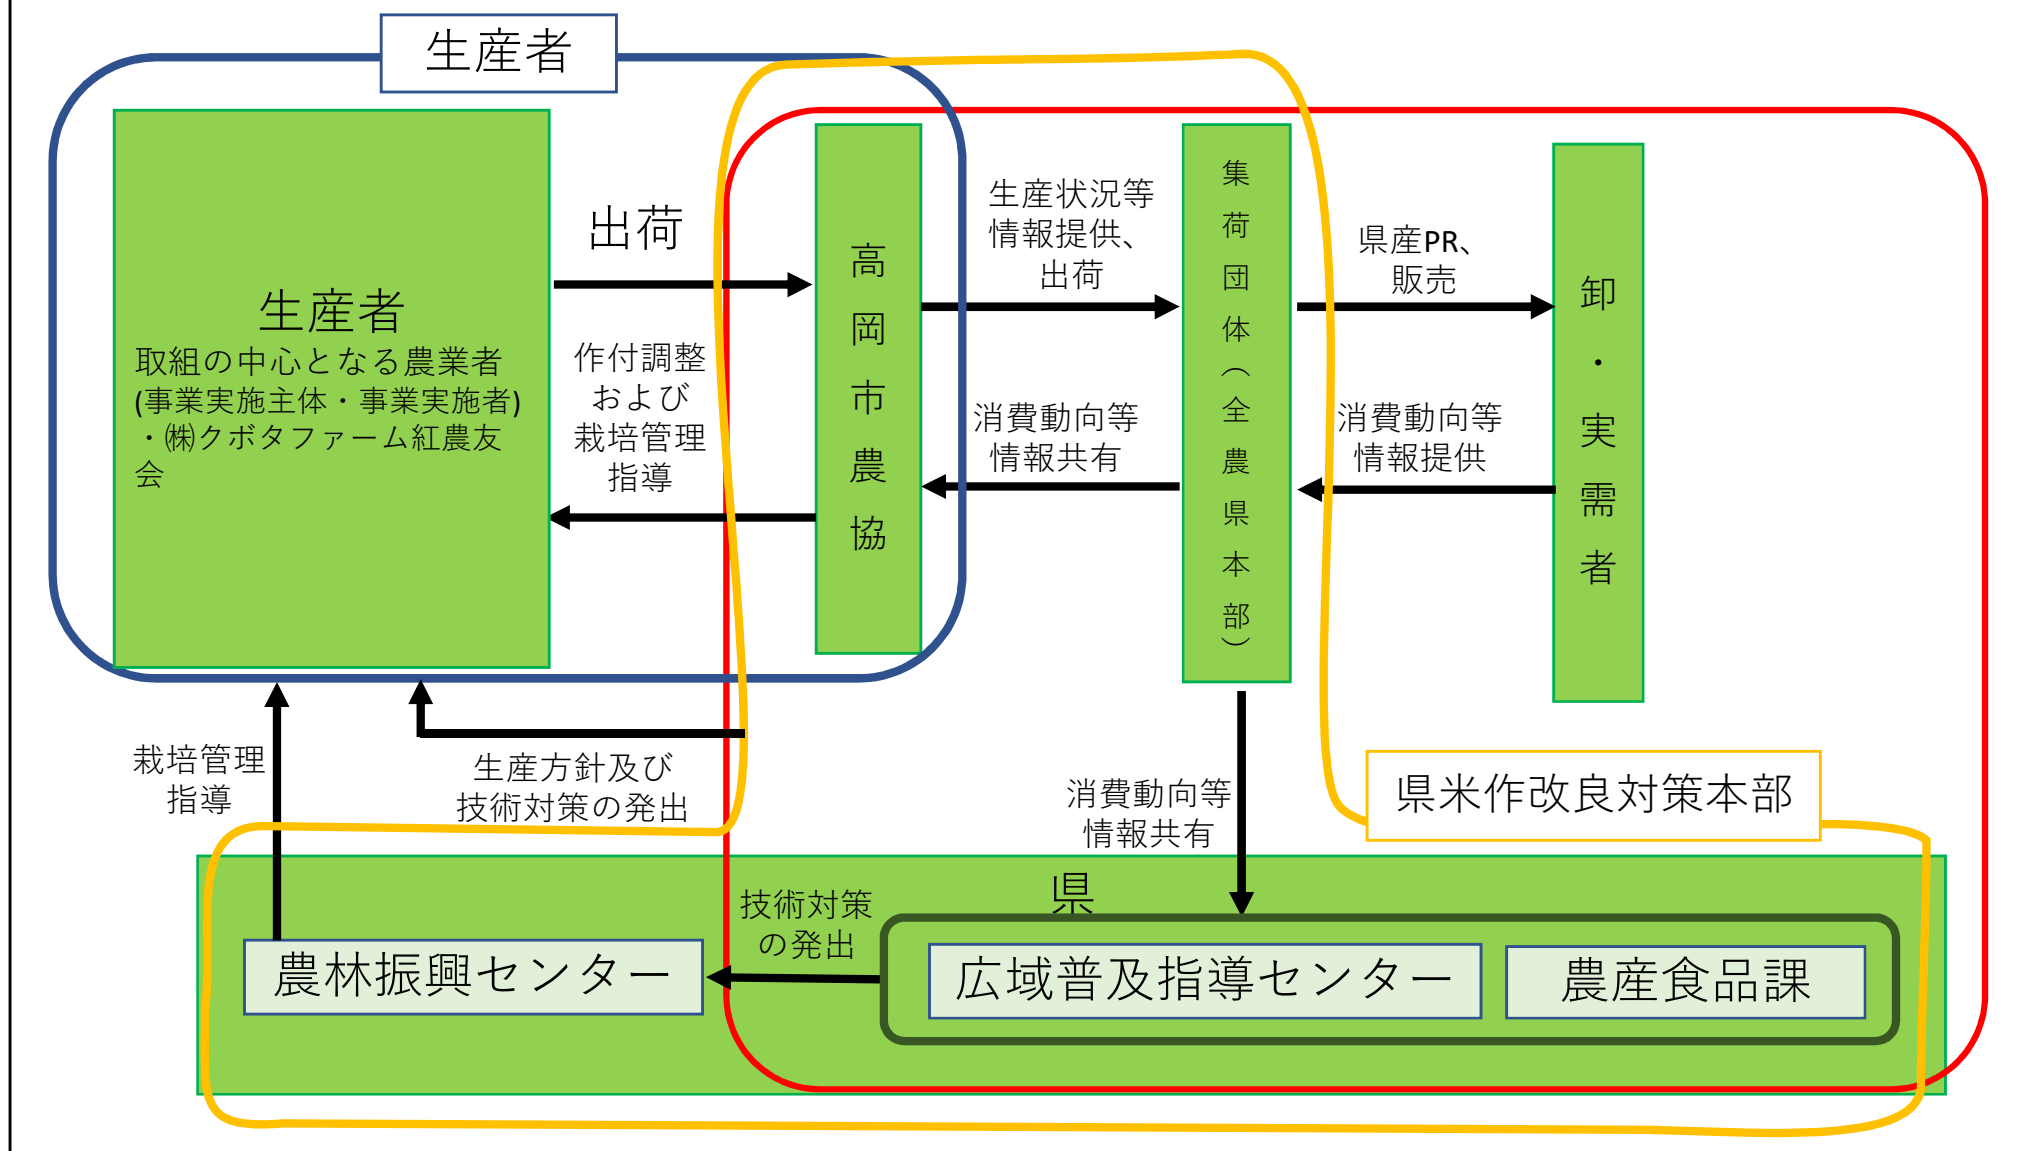 生産者
生産者
取組の中心となる農業者
(事業実施主体・事業実施者)
・㈱クボタファーム紅農友
会
出荷
作付調整
および
栽培管理
指導
高岡市農協
生産状況等
情報提供、
出荷
消費動向等
情報共有
集荷団体（全農県本部）
県産PR、
販売
消費動向等
情報提供
卸・実需者
栽培管理
指導
生産方針及び
技術対策の発出
消費動向等
情報共有
県米作改良対策本部
県
技術対策
の発出
農林振興センター
広域普及指導センター
農産食品課